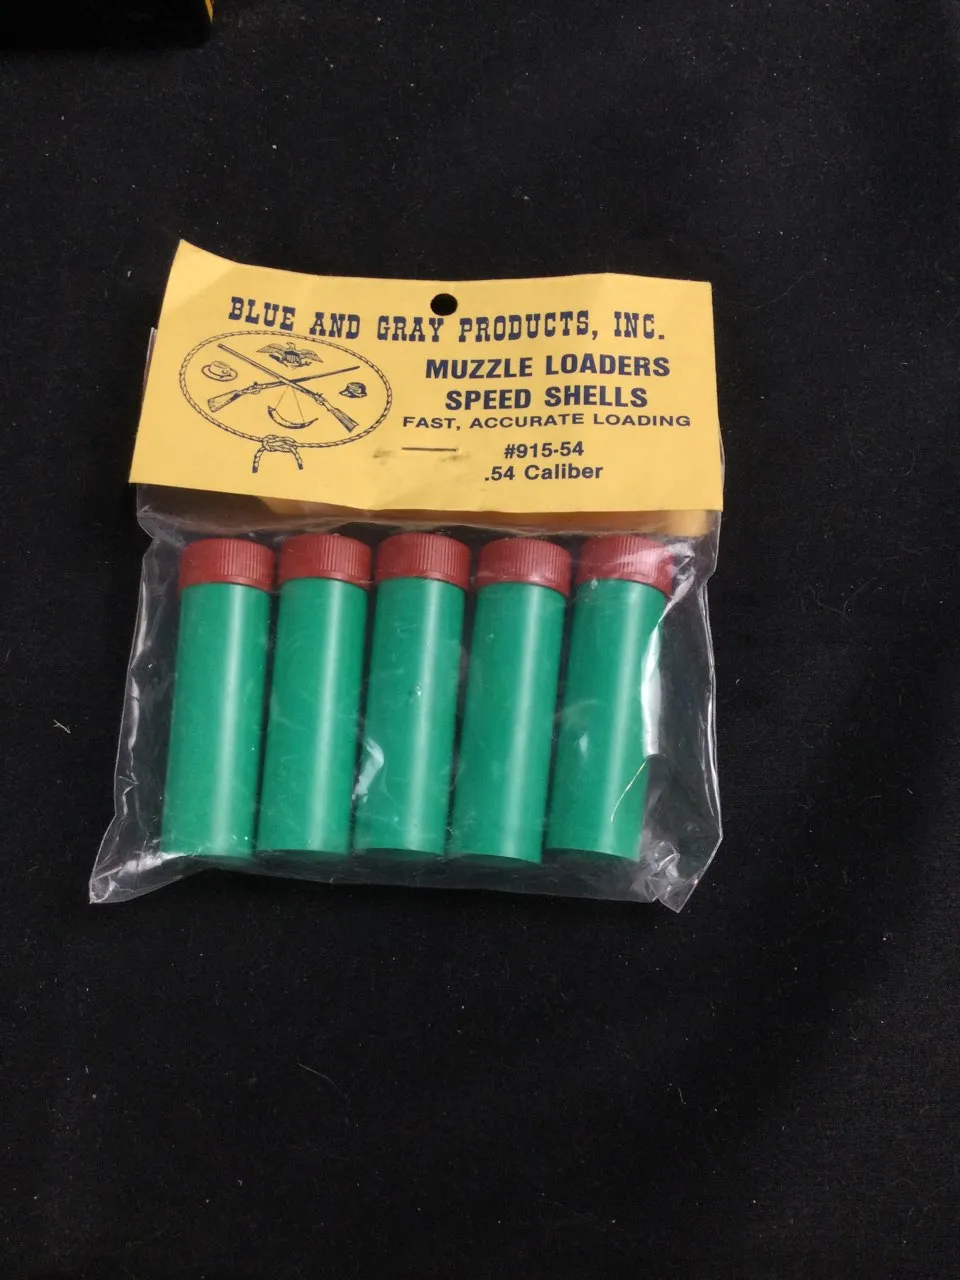 BLUE AND GRAY PRODUCTS, INC.
MUZZLE LOADERS
SPEED SHELLS
FAST, ACCURATE LOADING
#915-54
.54 Caliber